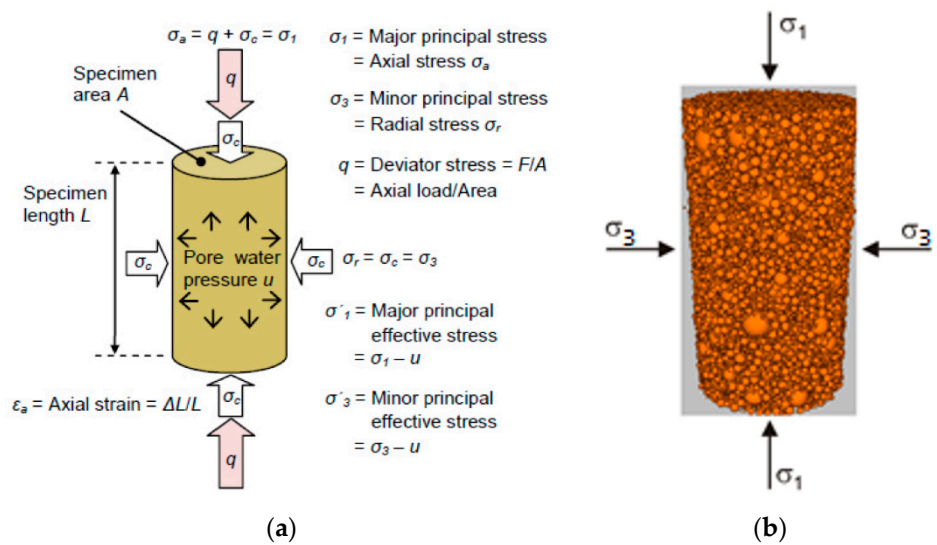 σa = q + σc = σ1
Specimen
area A
q
σc
σ1 = Major principal stress
= Axial stress σa
σ3 = Minor principal stress
= Radial stress σr
q = Deviator stress = F/A
= Axial load/Area
Specimen
length L
σc
Pore water
pressure u
σc
σr = σc = σ3
σ´1 = Major principal
effective stress
= σ1 – u
εa = Axial strain = ΔL/L
σc
q
σ´3 = Minor principal
effective stress
= σ3 – u
(a)
σ1
σ3
σ3
σ1
(b)